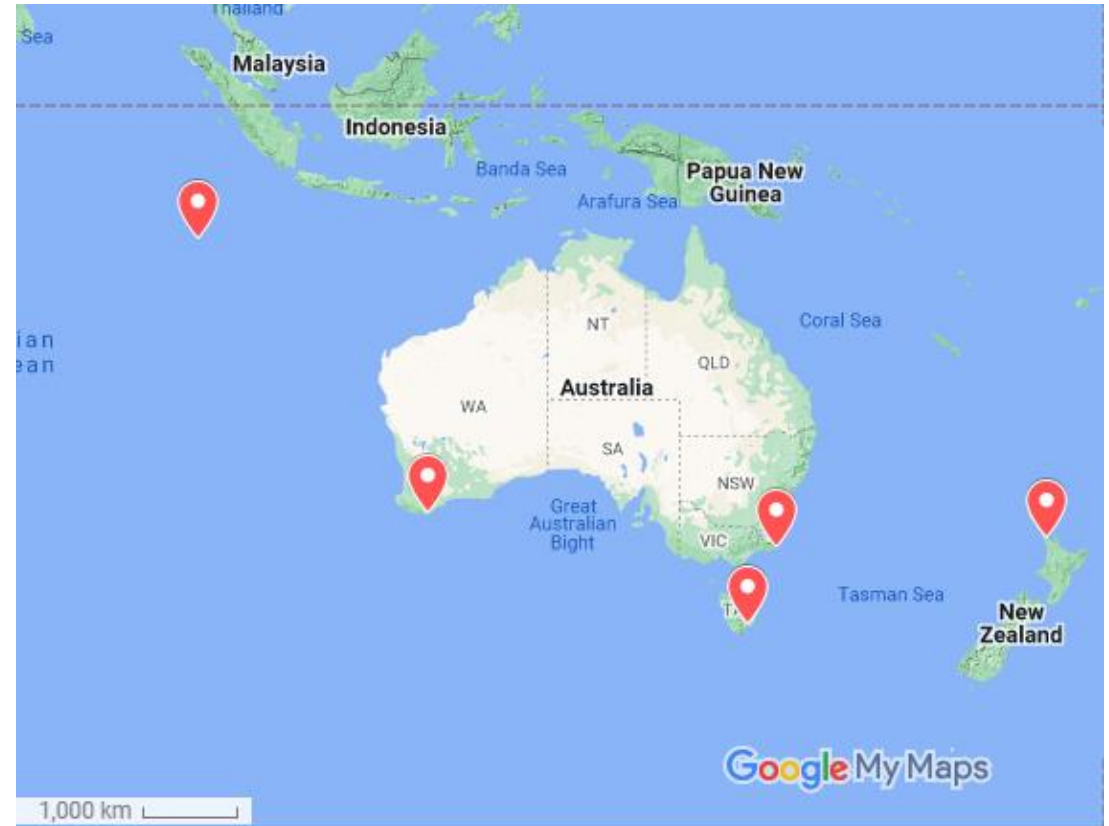 Thailand
Sea
Malaysia
Indonesia
Banda Sea
Papua New
Guinea
Arafura Sea
Coral Sea
ian
ean
NT
QLD
Australia
WA
SA
NSW
Great
Australian
Bight
VIC
Tasman Sea
New
Zealand
Google My Maps
1,000 km